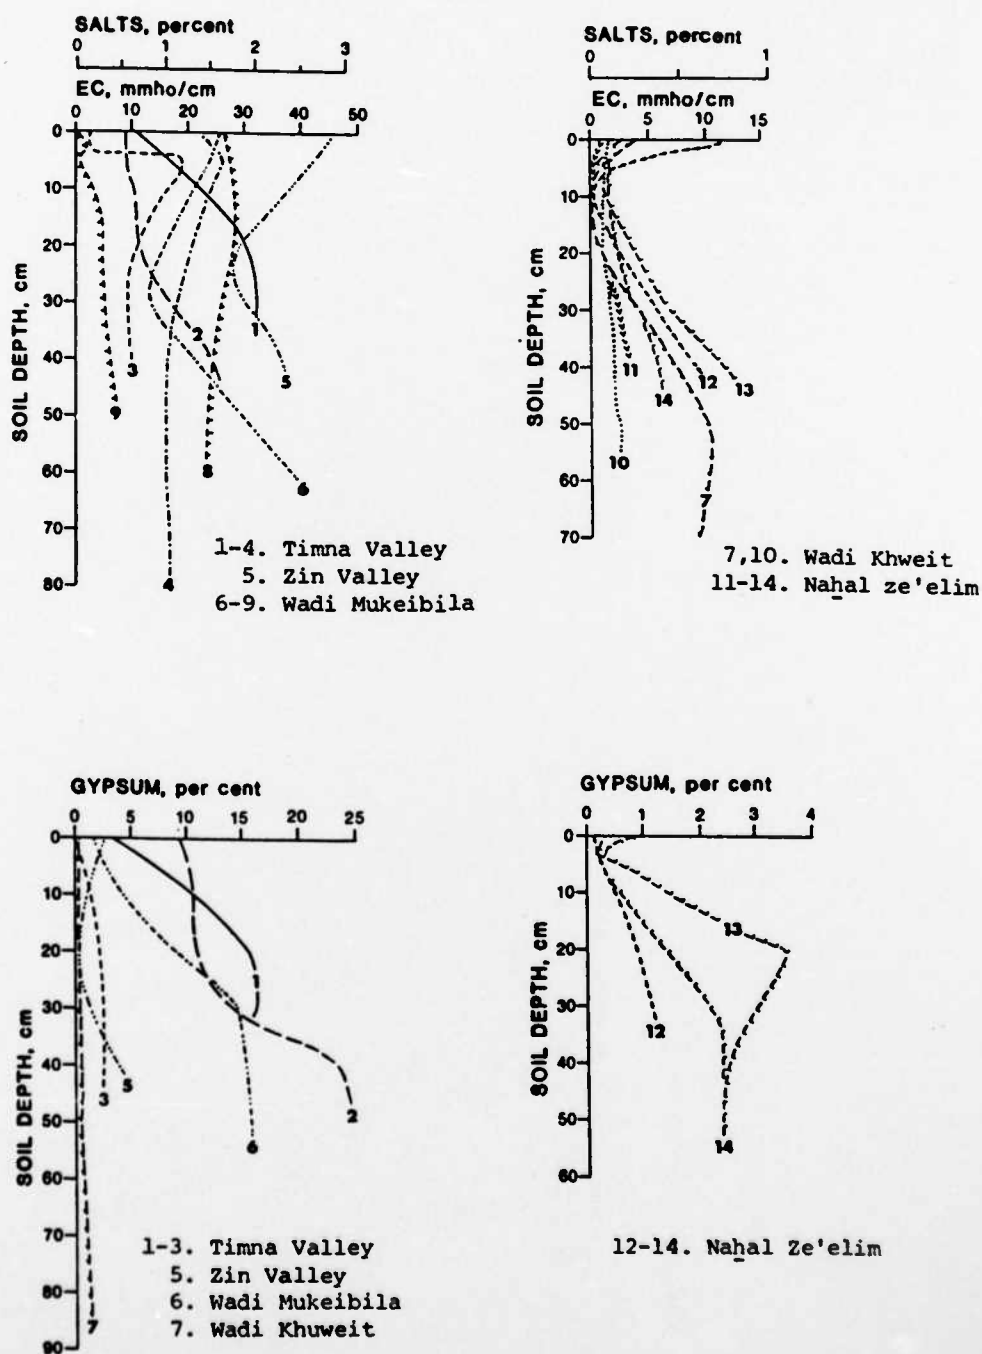 SALTS, percent
0 1 2 3
EC, mmho/cm
0 10 20 30 40 50
SOIL DEPTH, cm
0
10
20
30
40
50
60
70
80
1
2
3
4
5
6
8
9
1-4. Timna Valley
5. Zin Valley
6-9. Wadi Mukeibila
SALTS, percent
0 1
EC, mmho/cm
0 5 10 15
SOIL DEPTH, cm
0
10
20
30
40
50
60
70
11
14
12
13
10
7
7,10. Wadi Khweit
11-14. Nahal ze'elim
GYPSUM, per cent
0 5 10 15 20 25
SOIL DEPTH, cm
0
10
20
30
40
50
60
70
80
90
1
2
3
5
6
7
1-3. Timna Valley
5. Zin Valley
6. Wadi Mukeibila
7. Wadi Khuweit
GYPSUM, per cent
0 1 2 3 4
SOIL DEPTH, cm
0
10
20
30
40
50
60
13
12
14
12-14. Nahal Ze'elim